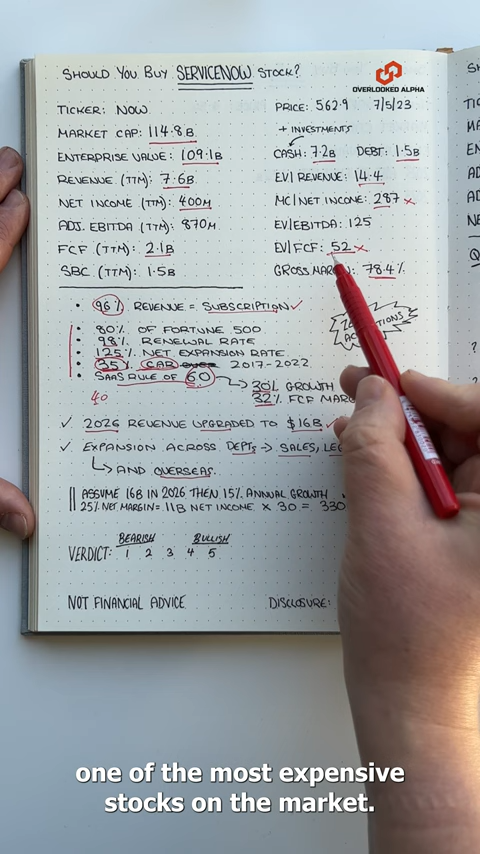 SHOULD YOU BUY SERVICENOW STOCK?
OVERLOOKED ALPHA
TICKER: NOW
MARKET CAP: 114.8B
ENTERPRISE VALUE: 109.1B
REVENUE (TTM): 7.6B
NET INCOME (TTM): 400M
ADJ. EBITDA (TTM): 870M
FCF (TTM): 2.1B
SBC (TTM): 1.5B
PRICE: 562.9 7/5/23
+ INVESTMENTS
CASH: 7.2B DEBT: 1.5B
EV/REVENUE: 14.4
MC/NET INCOME: 287 x
EV/EBITDA: 125
EV/FCF: 52 x
GROSS MARGIN: 78.4%
• 96% REVENUE = SUBSCRIPTION ✓
• 80% OF FORTUNE 500
• 98% RENEWAL RATE
• 125% NET EXPANSION RATE
• 35% CAR 2017-2022
• SAAS RULE OF 60 → 30% GROWTH
40
32% FCF
✓ 2026 REVENUE UPGRADED TO $16B ✓
✓ EXPANSION ACROSS DEPTS → SALES,
↳ AND OVERSEAS.
ASSUME 16B IN 2026 THEN 15% ANNUAL GROWTH
25% NET MARGIN = 11B NET INCOME X 30 = 330
BEARISH BULLISH
VERDICT: 1 2 3 4 5
NOT FINANCIAL ADVICE DISCLOSURE:
one of the most expensive
stocks on the market.